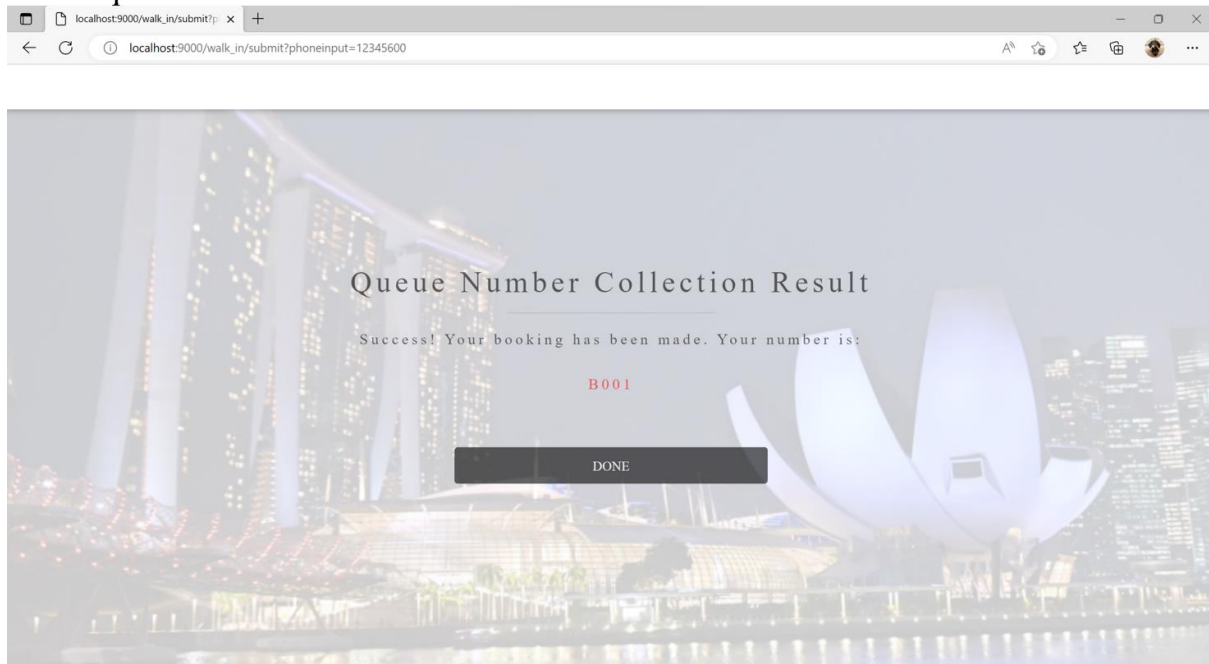 localhost:9000/walk_in/submit?p
localhost:9000/walk_in/submit?phoneinput=12345600
Queue Number Collection Result
Success! Your booking has been made. Your number is:
B001
DONE